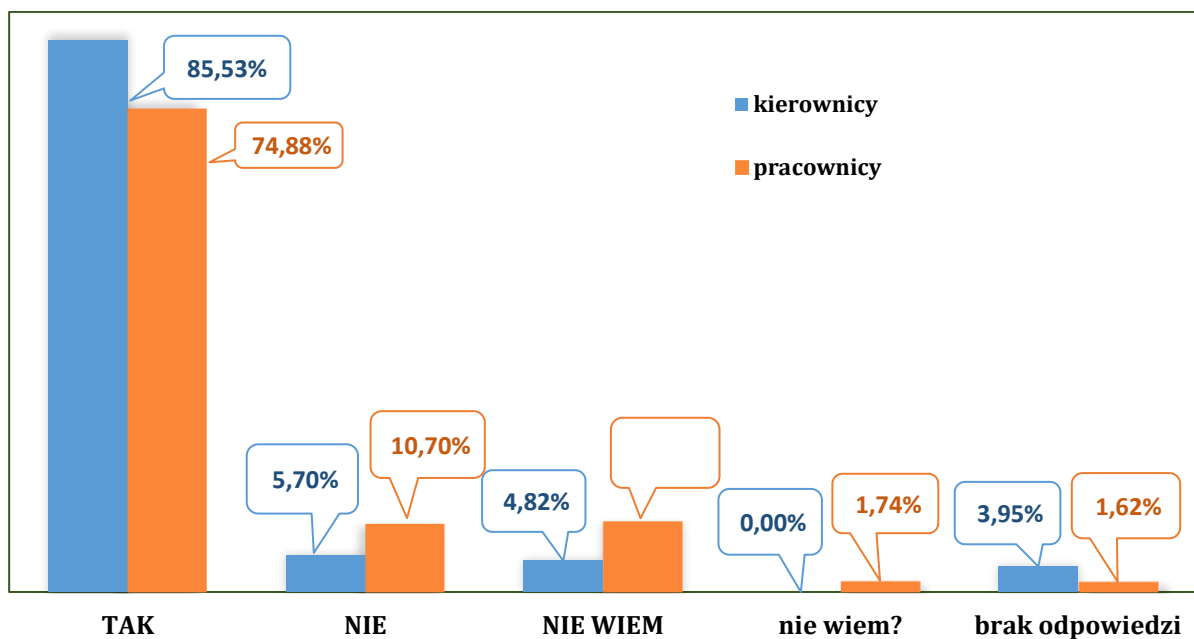 85,53%
74,88%
kierownicy
pracownicy
5,70%
10,70%
4,82%
0,00%
1,74%
3,95%
1,62%
TAK
NIE
NIE WIEM
nie wiem?
brak odpowiedzi